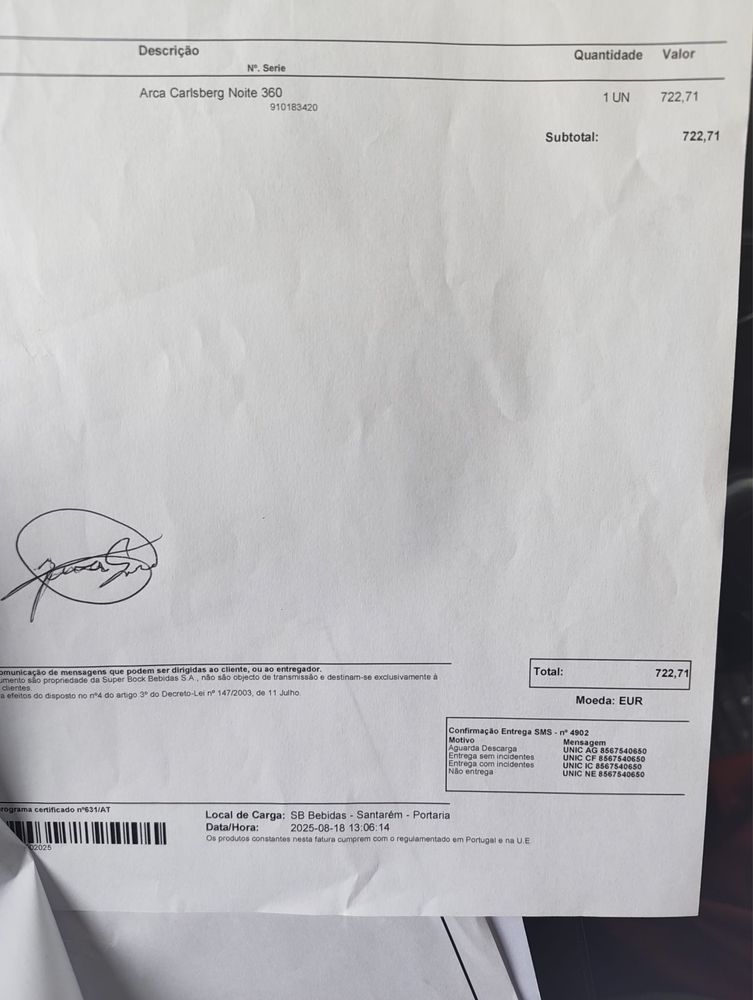 Descrição Quantidade Valor
Nº. Serie
Arca Carlsberg Noite 360 1 UN 722,71
910183420
Subtotal: 722,71
omunicação de mensagens que podem ser dirigidas ao cliente, ou ao entregador.
umento são propriedade da Super Bock Bebidas S.A., não são objecto de transmissão e destinam-se exclusivamente à
clientes.
a efeitos do disposto no nº4 do artigo 3º do Decreto-Lei nº 147/2003, de 11 Julho.
Total: 722,71
Moeda: EUR
Confirmação Entrega SMS - nº 4902
Motivo Mensagem
Aguarda Descarga UNIC AG 8567540650
Entrega sem incidentes UNIC CF 8567540650
Entrega com incidentes UNIC IC 8567540650
Não entrega UNIC NE 8567540650
rograma certificado nº631/AT
02025
Local de Carga: SB Bebidas - Santarém - Portaria
Data/Hora: 2025-08-18 13:06:14
Os produtos constantes nesta fatura cumprem com o regulamentado em Portugal e na U.E.